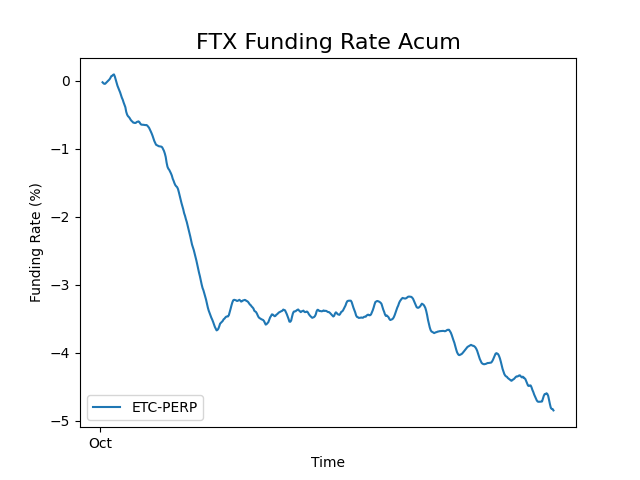 FTX Funding Rate Acum
Funding Rate (%)
0
−1
−2
−3
−4
−5
ETC-PERP
Oct
Time